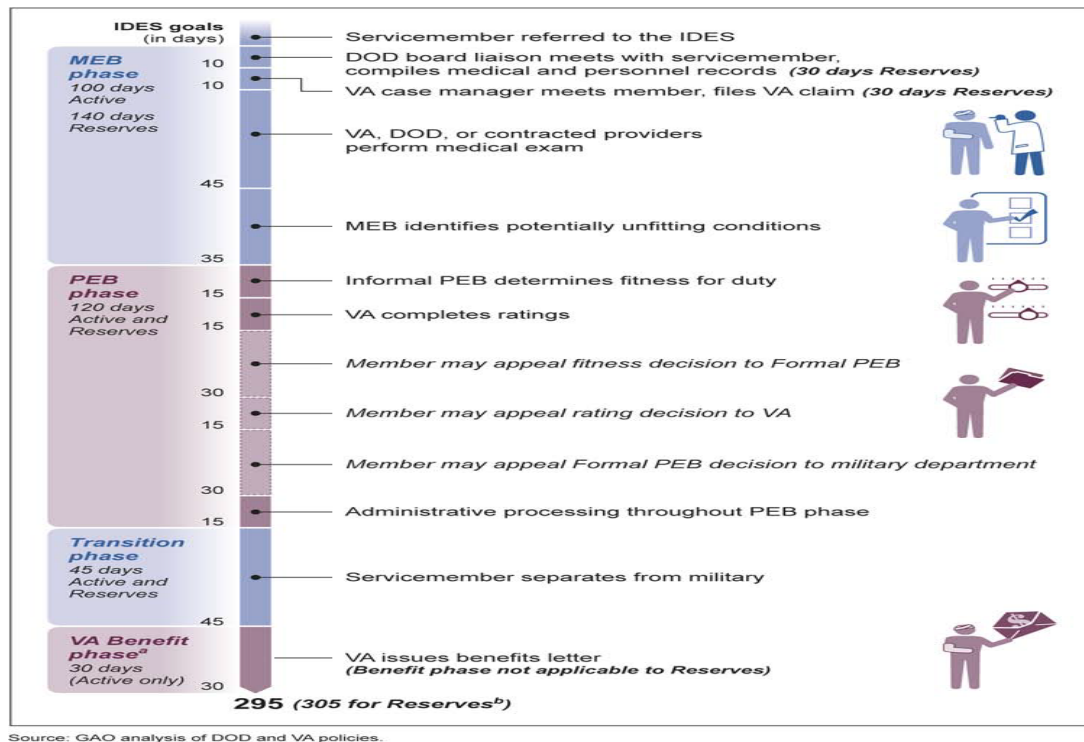 IDES goals
(in days)
Servicemember referred to the IDES
MEB
phase
100 days
Active
140 days
Reserves
10
DOD board liaison meets with servicemember,
compiles medical and personnel records (30 days Reserves)
10
VA case manager meets member, files VA claim (30 days Reserves)
VA, DOD, or contracted providers
perform medical exam
45
MEB identifies potentially unfitting conditions
35
PEB
phase
120 days
Active and
Reserves
Informal PEB determines fitness for duty
15
VA completes ratings
15
Member may appeal fitness decision to Formal PEB
30
Member may appeal rating decision to VA
15
Member may appeal Formal PEB decision to military department
30
Administrative processing throughout PEB phase
15
Transition
phase
45 days
Active and
Reserves
Servicemember separates from military
45
VA Benefit
phaseᵃ
30 days
(Active only)
VA issues benefits letter
(Benefit phase not applicable to Reserves)
30
$
295 (305 for Reservesᵇ)
Source: GAO analysis of DOD and VA policies.